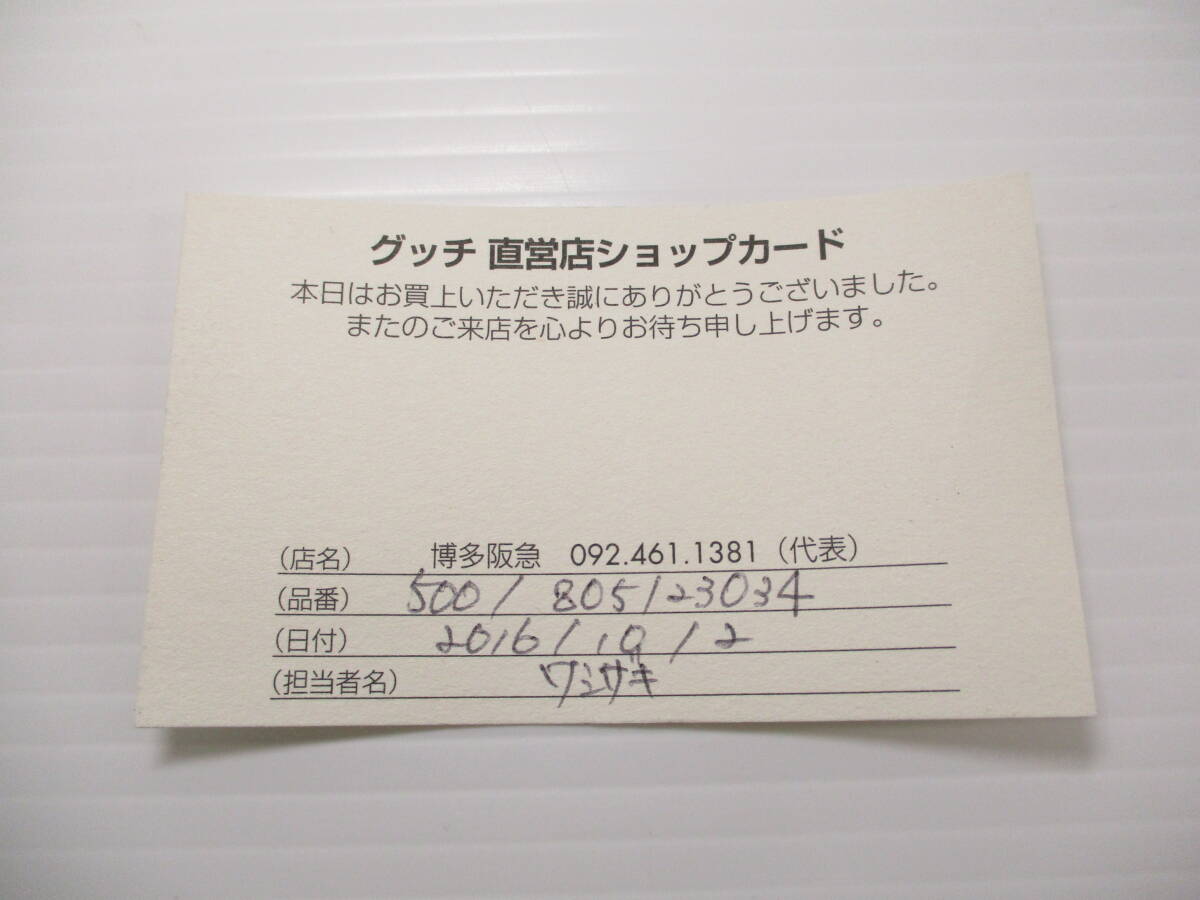 グッチ 直営店ショップカード
本日はお買上いただき誠にありがとうございました。
またのご来店を心よりお待ち申し上げます。
(店名) 博多阪急 092.461.1381(代表)
(品番) 500/ 805123034
(日付) 2016/10/2
(担当者名) ワミザキ